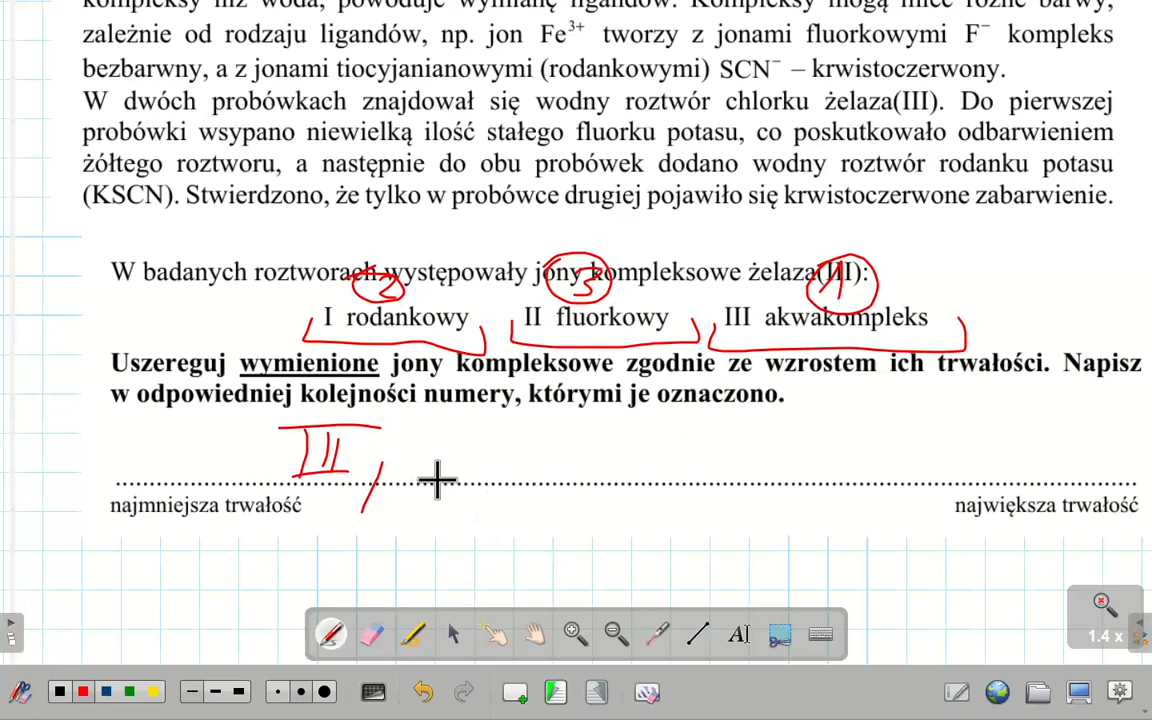 kompleksy niż woda, powoduje wymianę ligandów. Kompleksy mogą mieć różne barwy,
zależnie od rodzaju ligandów, np. jon Fe³⁺ tworzy z jonami fluorkowymi F⁻ kompleks
bezbarwny, a z jonami tiocyjanianowymi (rodankowymi) SCN⁻ – krwistoczerwony.
W dwóch probówkach znajdował się wodny roztwór chlorku żelaza(III). Do pierwszej
probówki wsypano niewielką ilość stałego fluorku potasu, co poskutkowało odbarwieniem
żółtego roztworu, a następnie do obu probówek dodano wodny roztwór rodanku potasu
(KSCN). Stwierdzono, że tylko w probówce drugiej pojawiło się krwistoczerwone zabarwienie.
W badanych roztworach występowały jony kompleksowe żelaza(III):
2 3 1
I rodankowy II fluorkowy III akwakompleks
Uszereguj wymienione jony kompleksowe zgodnie ze wzrostem ich trwałości. Napisz
w odpowiedniej kolejności numery, którymi je oznaczono.
III ,
najmniejsza trwałość największa trwałość
1.4 x